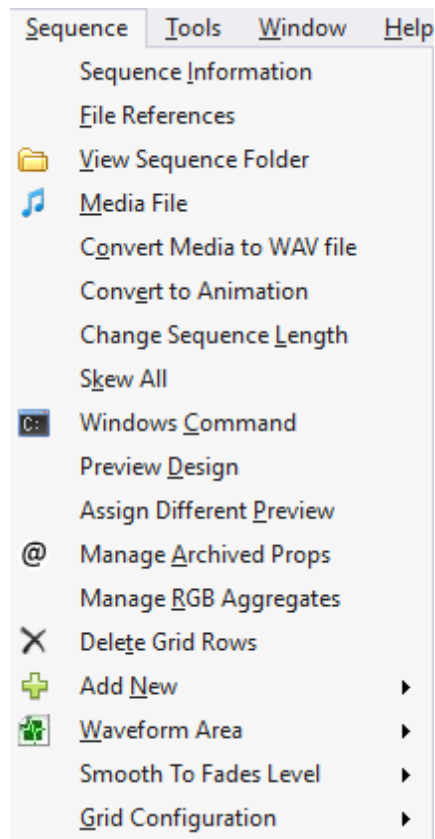 Sequence Tools Window Help
Sequence Information
File References
View Sequence Folder
Media File
Convert Media to WAV file
Convert to Animation
Change Sequence Length
Skew All
C: Windows Command
Preview Design
Assign Different Preview
@ Manage Archived Props
Manage RGB Aggregates
Delete Grid Rows
Add New
Waveform Area
Smooth To Fades Level
Grid Configuration